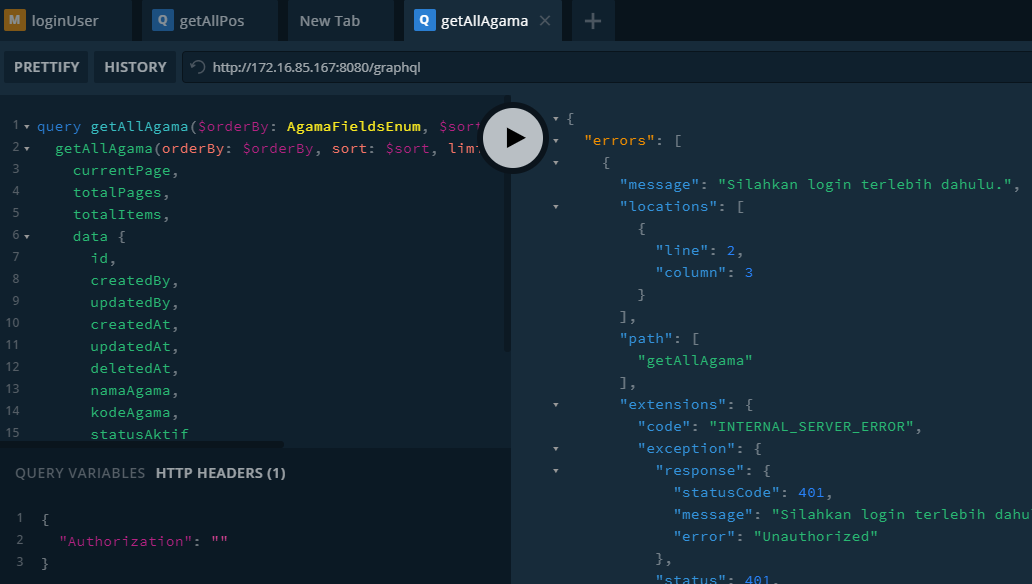 M loginUser
Q getAllPos
New Tab
Q getAllAgama
PRETTIFY
HISTORY
http://172.16.85.167:8080/graphql
1 query getAllAgama($orderBy: AgamaFieldsEnum, $sort
2 getAllAgama(orderBy: $orderBy, sort: $sort, limi
3 currentPage,
4 totalPages,
5 totalItems,
6 data {
7 id,
8 createdBy,
9 updatedBy,
10 createdAt,
11 updatedAt,
12 deletedAt,
13 namaAgama,
14 kodeAgama,
15 statusAktif
QUERY VARIABLES HTTP HEADERS (1)
1 {
2 "Authorization": ""
3 }
{
"errors": [
{
"message": "Silahkan login terlebih dahulu.",
"locations": [
{
"line": 2,
"column": 3
}
],
"path": [
"getAllAgama"
],
"extensions": {
"code": "INTERNAL_SERVER_ERROR",
"exception": {
"response": {
"statusCode": 401,
"message": "Silahkan login terlebih dahu
"error": "Unauthorized"
},
"status": 401,